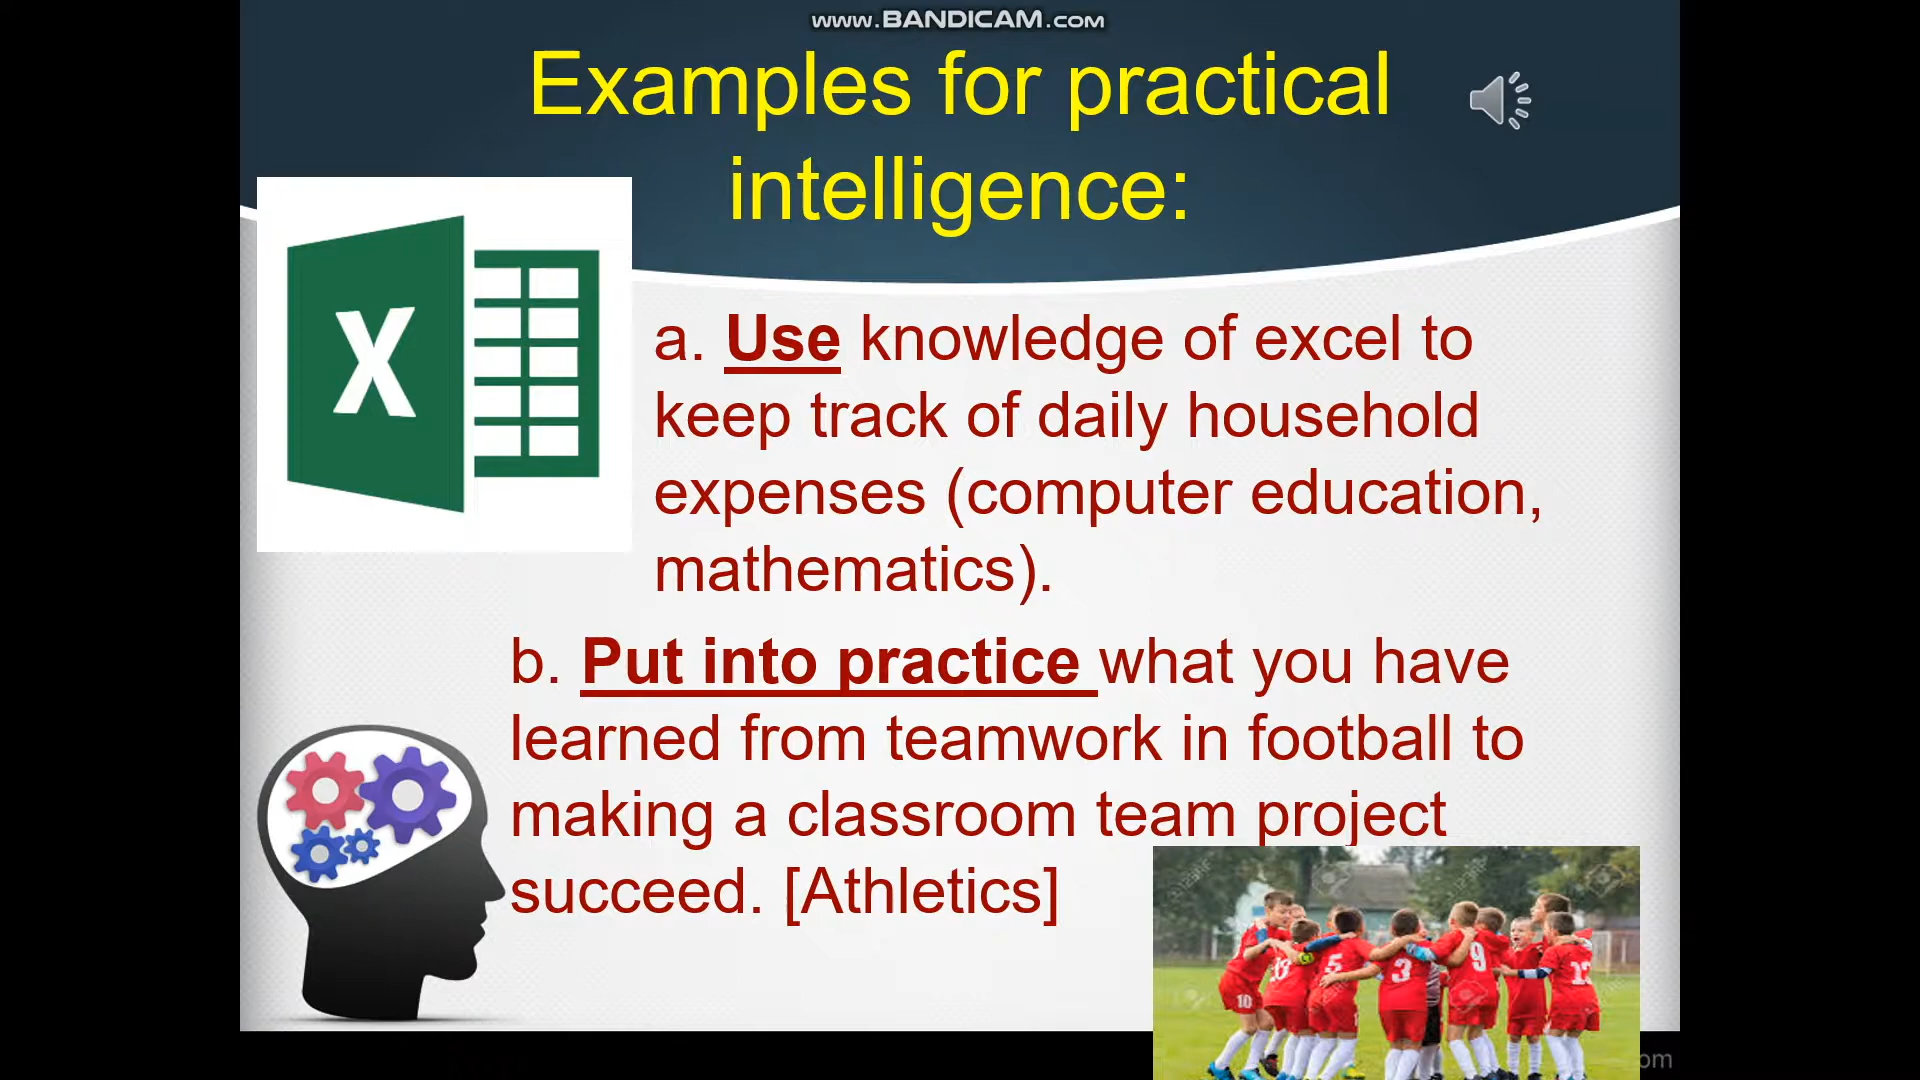 www.BANDICAM.com
Examples for practical
intelligence:
X
a. Use knowledge of excel to
keep track of daily household
expenses (computer education,
mathematics).
b. Put into practice what you have
learned from teamwork in football to
making a classroom team project
succeed. [Athletics]
5
3
9
10
om